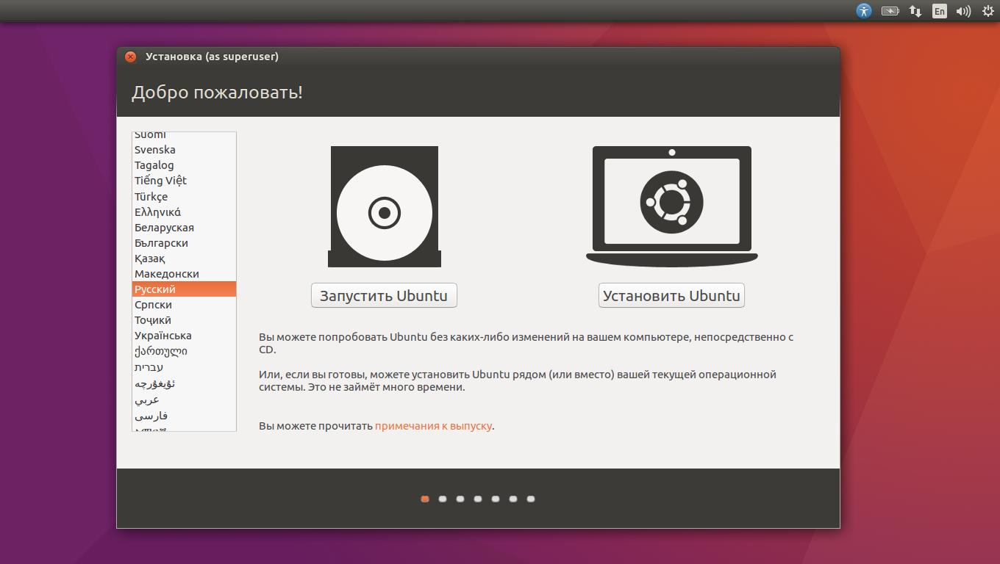 En
Установка (as superuser)
Добро пожаловать!
Suomi
Svenska
Tagalog
Tiếng Việt
Türkçe
Ελληνικά
Беларуская
Български
Қазақ
Македонски
Русский
Српски
Тоҷикӣ
Українська
ქართული
עברית
ئۇيغۇرچە
عربي
فارسی
Запустить Ubuntu
Установить Ubuntu
Вы можете попробовать Ubuntu без каких-либо изменений на вашем компьютере, непосредственно с
CD.
Или, если вы готовы, можете установить Ubuntu рядом (или вместо) вашей текущей операционной
системы. Это не займёт много времени.
Вы можете прочитать примечания к выпуску.